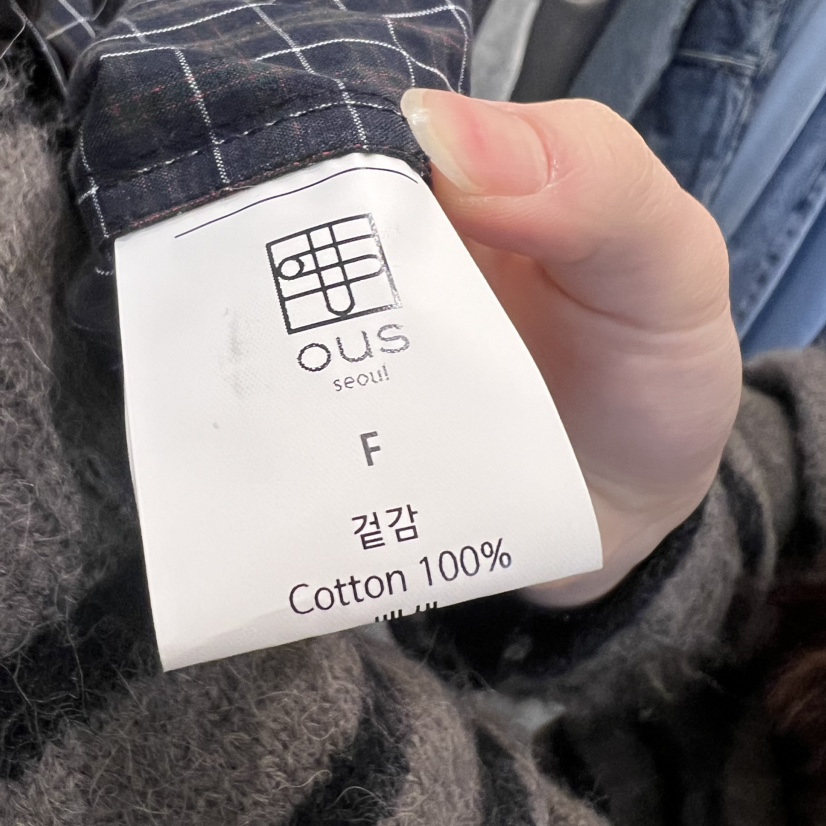 ous
seoul
F
겉감
Cotton 100%